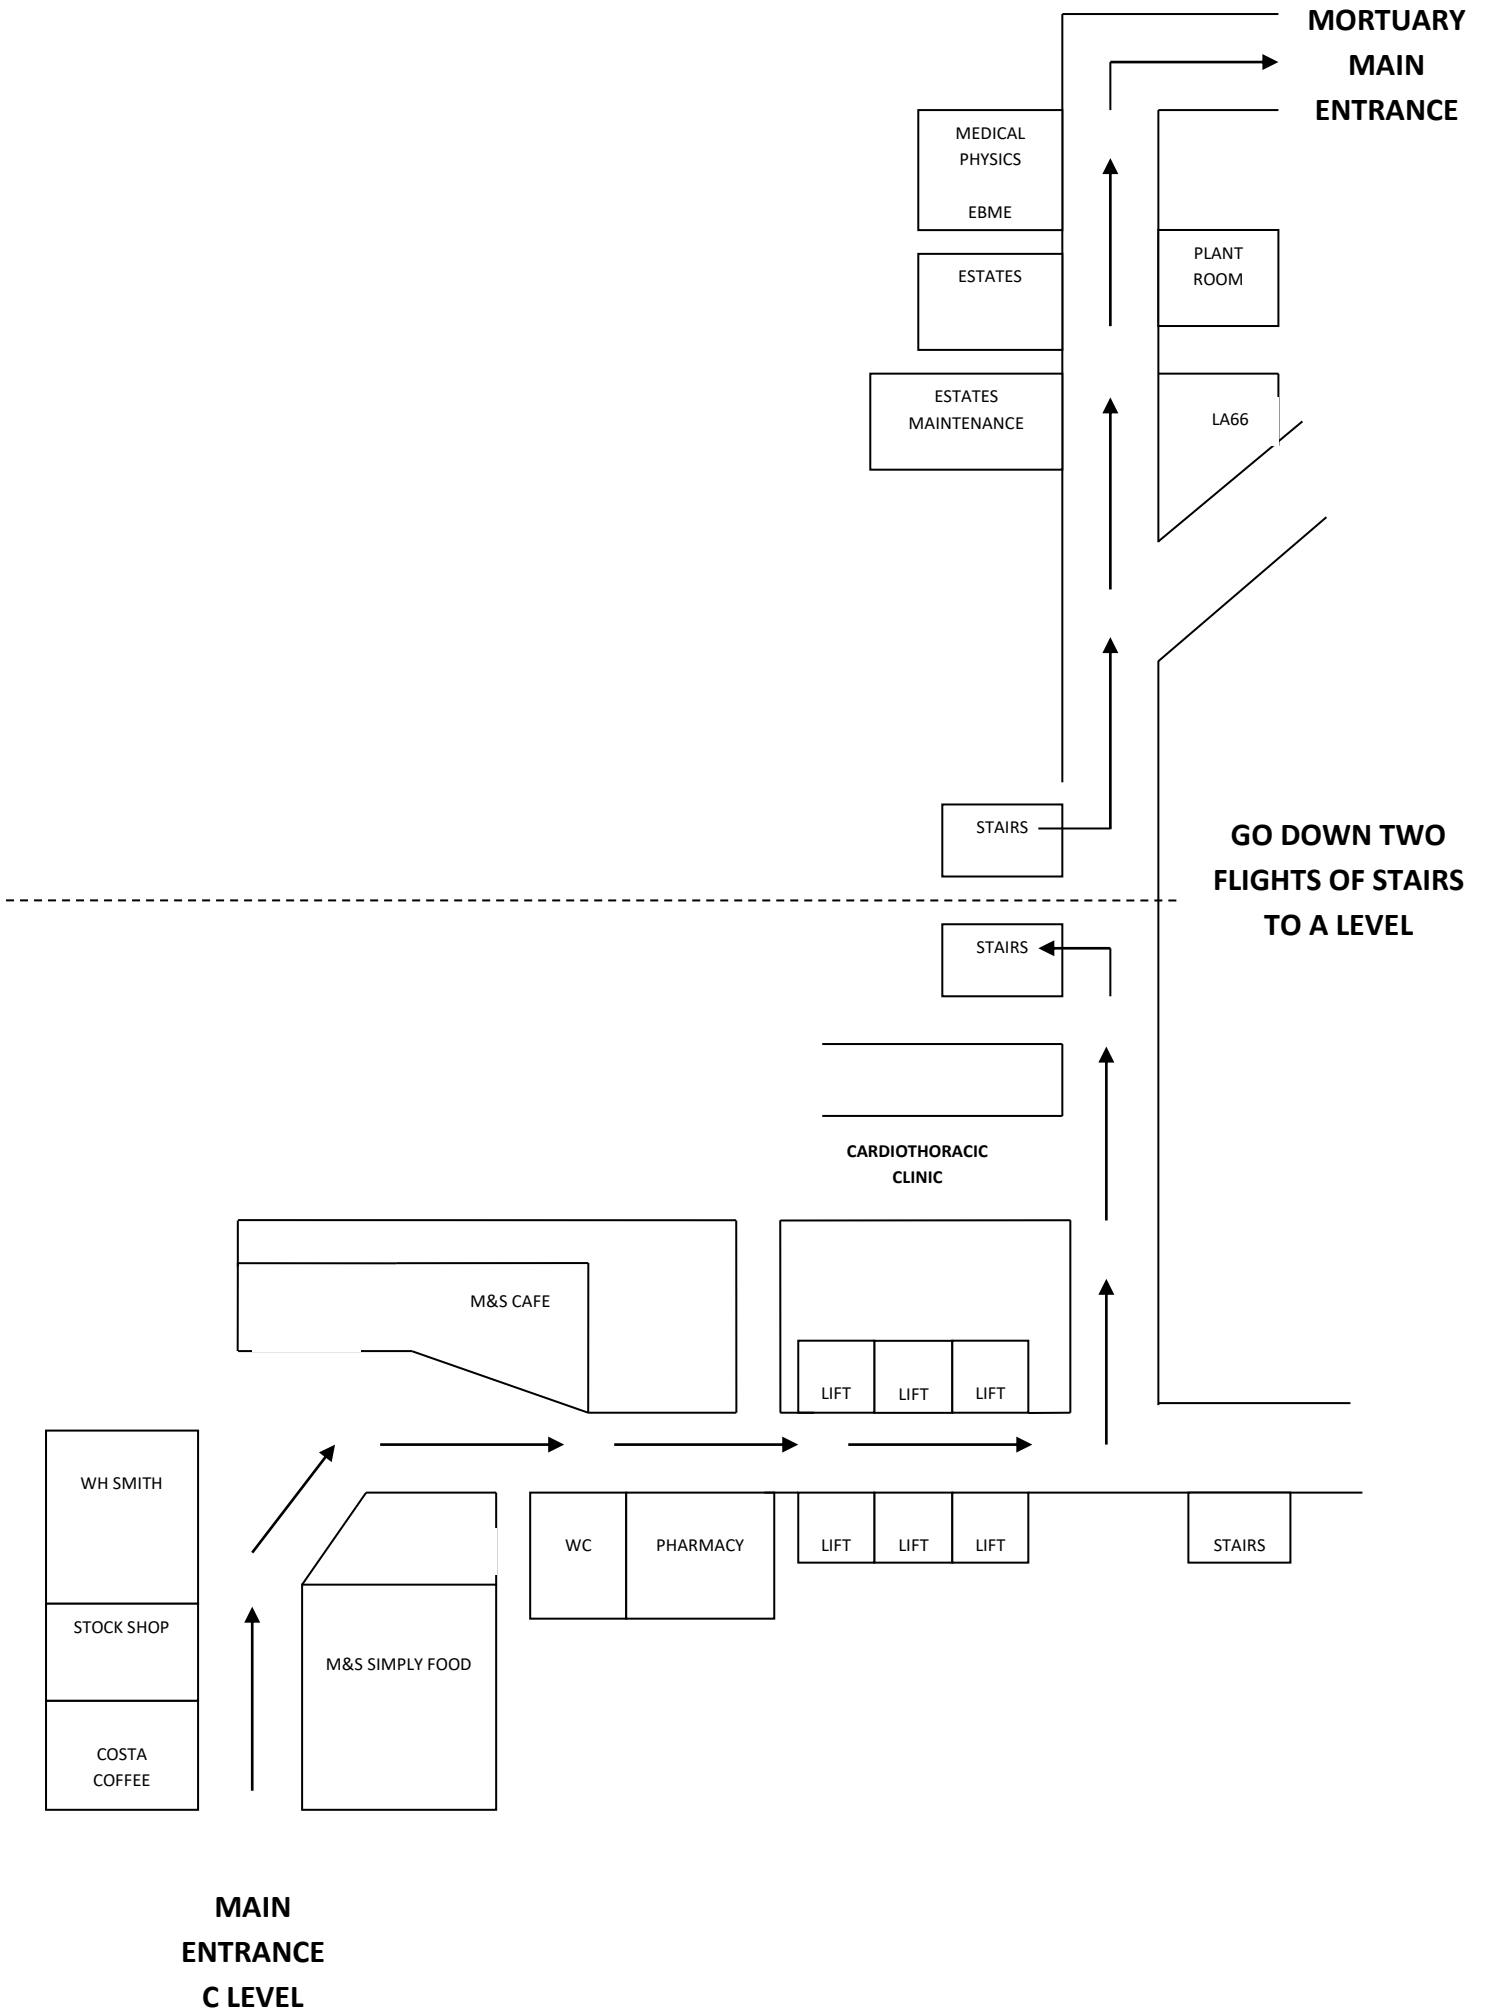 MORTUARY
MAIN
ENTRANCE
MEDICAL
PHYSICS
EBME
PLANT
ROOM
ESTATES
ESTATES
MAINTENANCE
LA66
STAIRS
GO DOWN TWO
FLIGHTS OF STAIRS
TO A LEVEL
STAIRS
CARDIOTHORACIC
CLINIC
M&S CAFE
LIFT
LIFT
LIFT
WH SMITH
WC
PHARMACY
LIFT
LIFT
LIFT
STAIRS
STOCK SHOP
M&S SIMPLY FOOD
COSTA
COFFEE
MAIN
ENTRANCE
C LEVEL